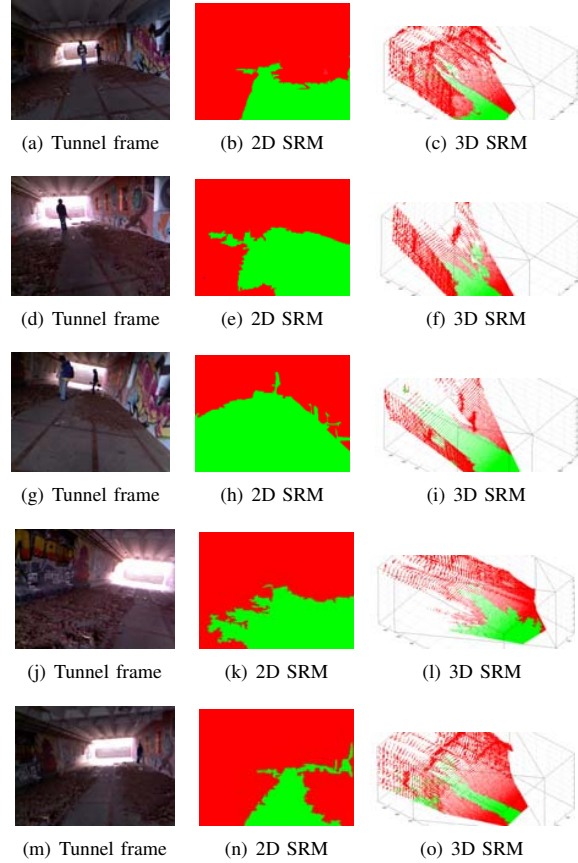 (a) Tunnel frame
(b) 2D SRM
(c) 3D SRM
(d) Tunnel frame
(e) 2D SRM
(f) 3D SRM
(g) Tunnel frame
(h) 2D SRM
(i) 3D SRM
(j) Tunnel frame
(k) 2D SRM
(l) 3D SRM
(m) Tunnel frame
(n) 2D SRM
(o) 3D SRM